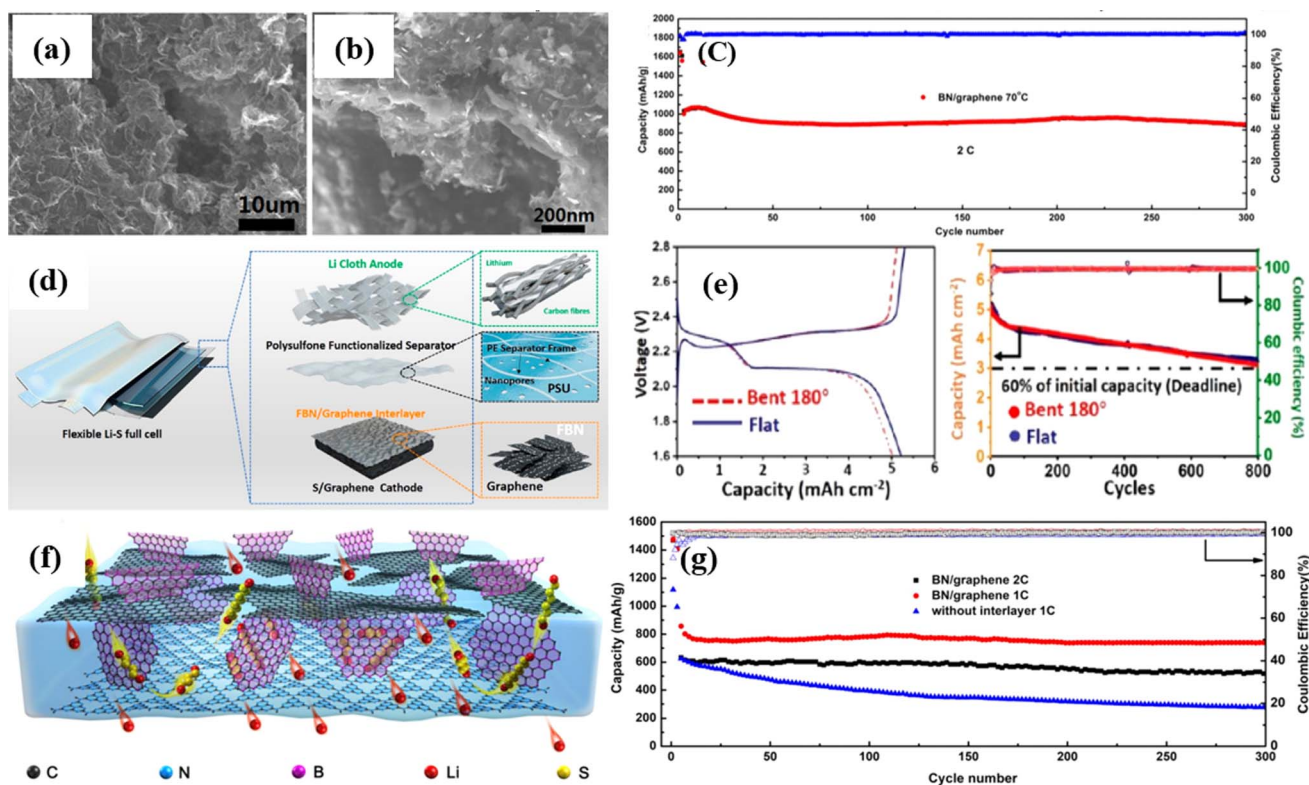 (a)
10um
(b)
200nm
2000
1800
1600
1400
1200
1000
800
600
400
200
0
Capacity (mAh/g)
(C)
BN/graphene 70°C
2 C
100
80
60
40
20
0
Coulombic Efficiency(%)
0
50
100
150
200
250
300
Cycle number
(d)
Flexible Li-S full cell
Li Cloth Anode
Lithium
Carbon fibres
Polysulfone Functionalized Separator
PE Separator Frame
Nanopores
PSU
FBN/Graphene Interlayer
FBN
Graphene
S/Graphene Cathode
(e)
2.8
2.4
2.0
1.6
Voltage (V)
Bent 180°
Flat
0
1
2
3
4
5
6
Capacity (mAh cm⁻²)
7
6
5
4
3
2
1
0
Capacity (mAh cm⁻²)
60% of initial capacity (Deadline)
Bent 180°
Flat
100
80
60
40
20
0
Columbic efficiency (%)
0
200
400
600
800
Cycles
(f)
C
N
B
Li
S
1600
1400
1200
1000
800
600
400
200
0
Capacity (mAh/g)
(g)
BN/graphene 2C
BN/graphene 1C
without interlayer 1C
100
80
60
40
20
0
Coulombic Efficiency(%)
0
50
100
150
200
250
300
Cycle number